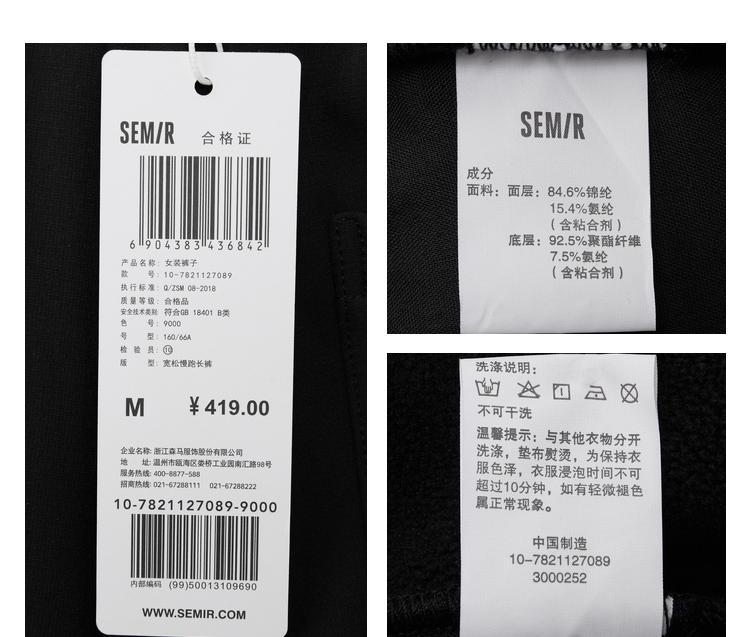 SEMIR 合格证
6 904383 436842
产品名称: 女装裤子
款 号: 10-7821127089
执行标准: Q/ZSM 08-2018
质量等级: 合格品
安全技术类别: 符合GB 18401 B类
色 号: 9000
号 型: 160/66A
检 验 员: 10
版 型: 宽松慢跑长裤
M ¥419.00
企业名称: 浙江森马服饰股份有限公司
地 址: 温州市瓯海区娄桥工业园南汇路98号
服务热线: 400-8877-588
招商热线: 021-67288111 021-67288222
10-7821127089-9000
内部编码 (99)50013109690
WWW.SEMIR.COM
SEMIR
成分
面料: 面层: 84.6%锦纶
15.4%氨纶
(含粘合剂)
底层: 92.5%聚酯纤维
7.5%氨纶
(含粘合剂)
洗涤说明:
不可干洗
温馨提示: 与其他衣物分开
洗涤, 垫布熨烫, 为保持衣
服色泽, 衣服浸泡时间不可
超过10分钟, 如有轻微褪色
属正常现象。
中国制造
10-7821127089
3000252